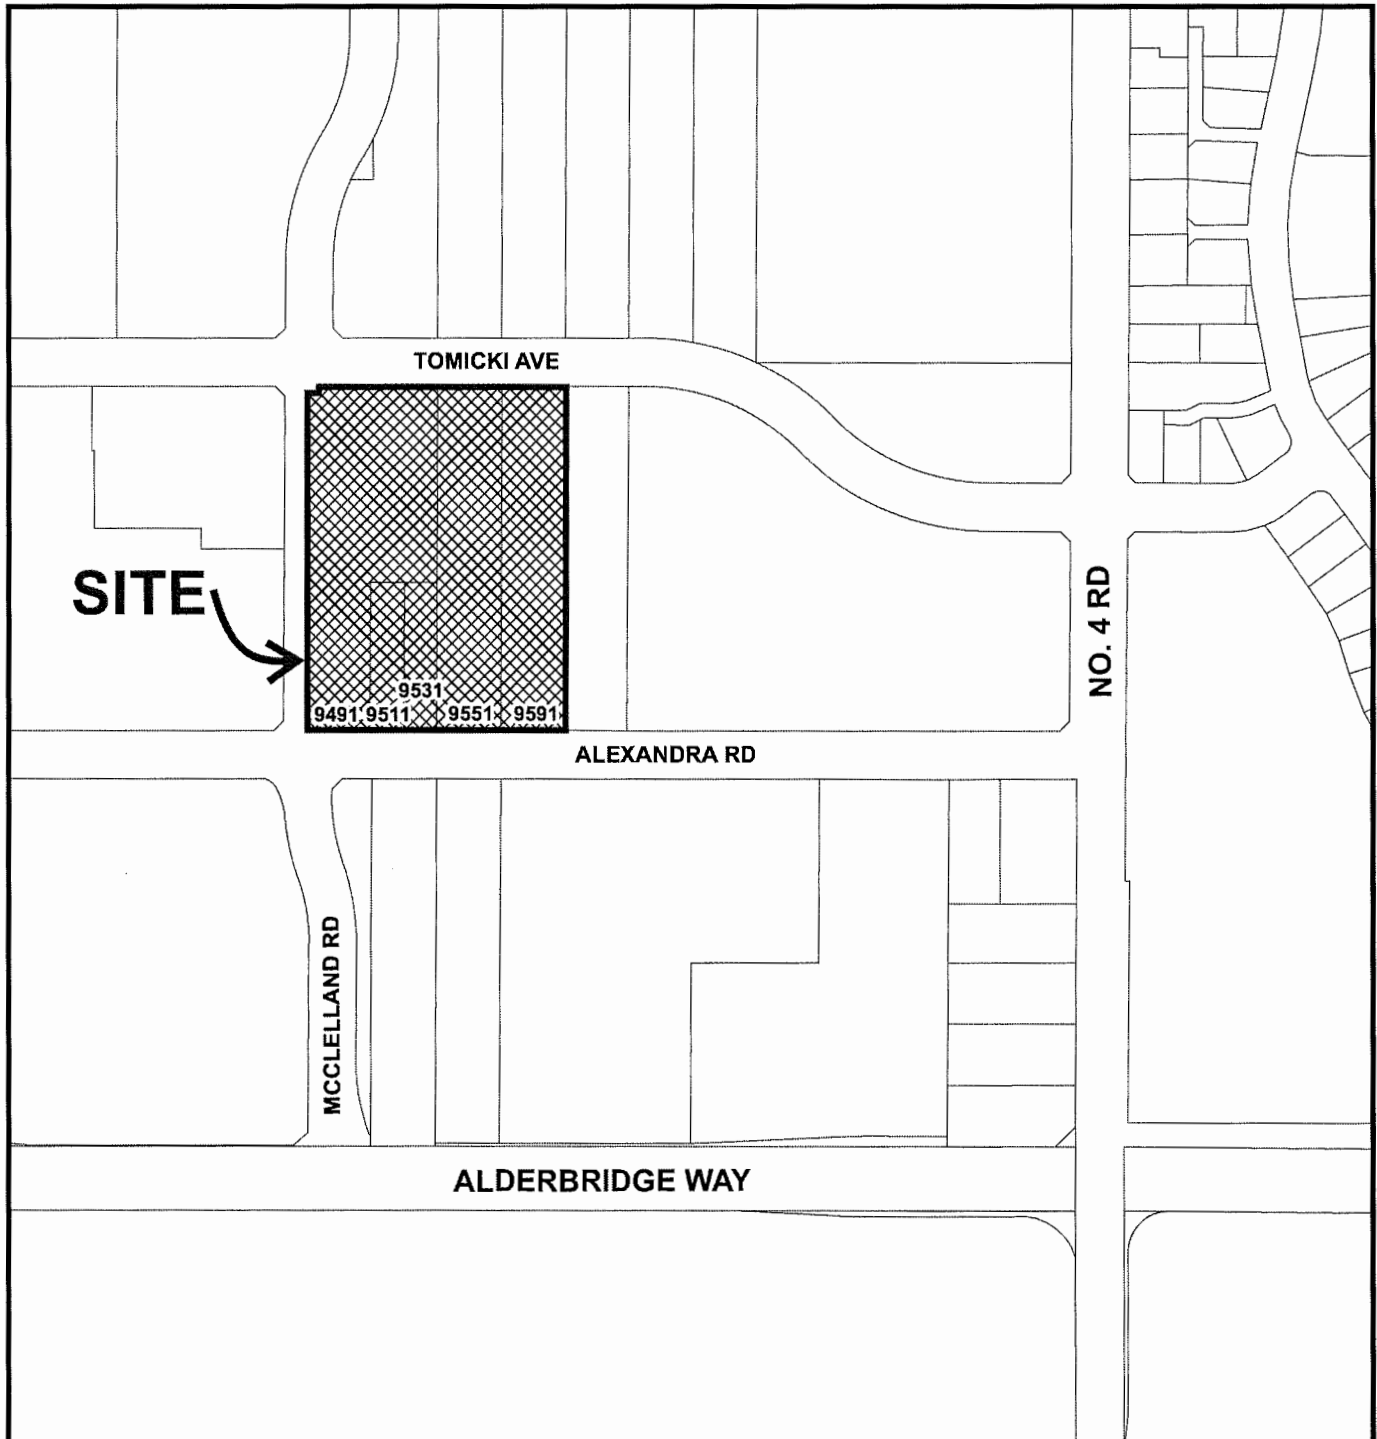 TOMICKI AVE
SITE
NO. 4 RD
9531
9491 9511 9551 9591
ALEXANDRA RD
MCCLELLAND RD
ALDERBRIDGE WAY